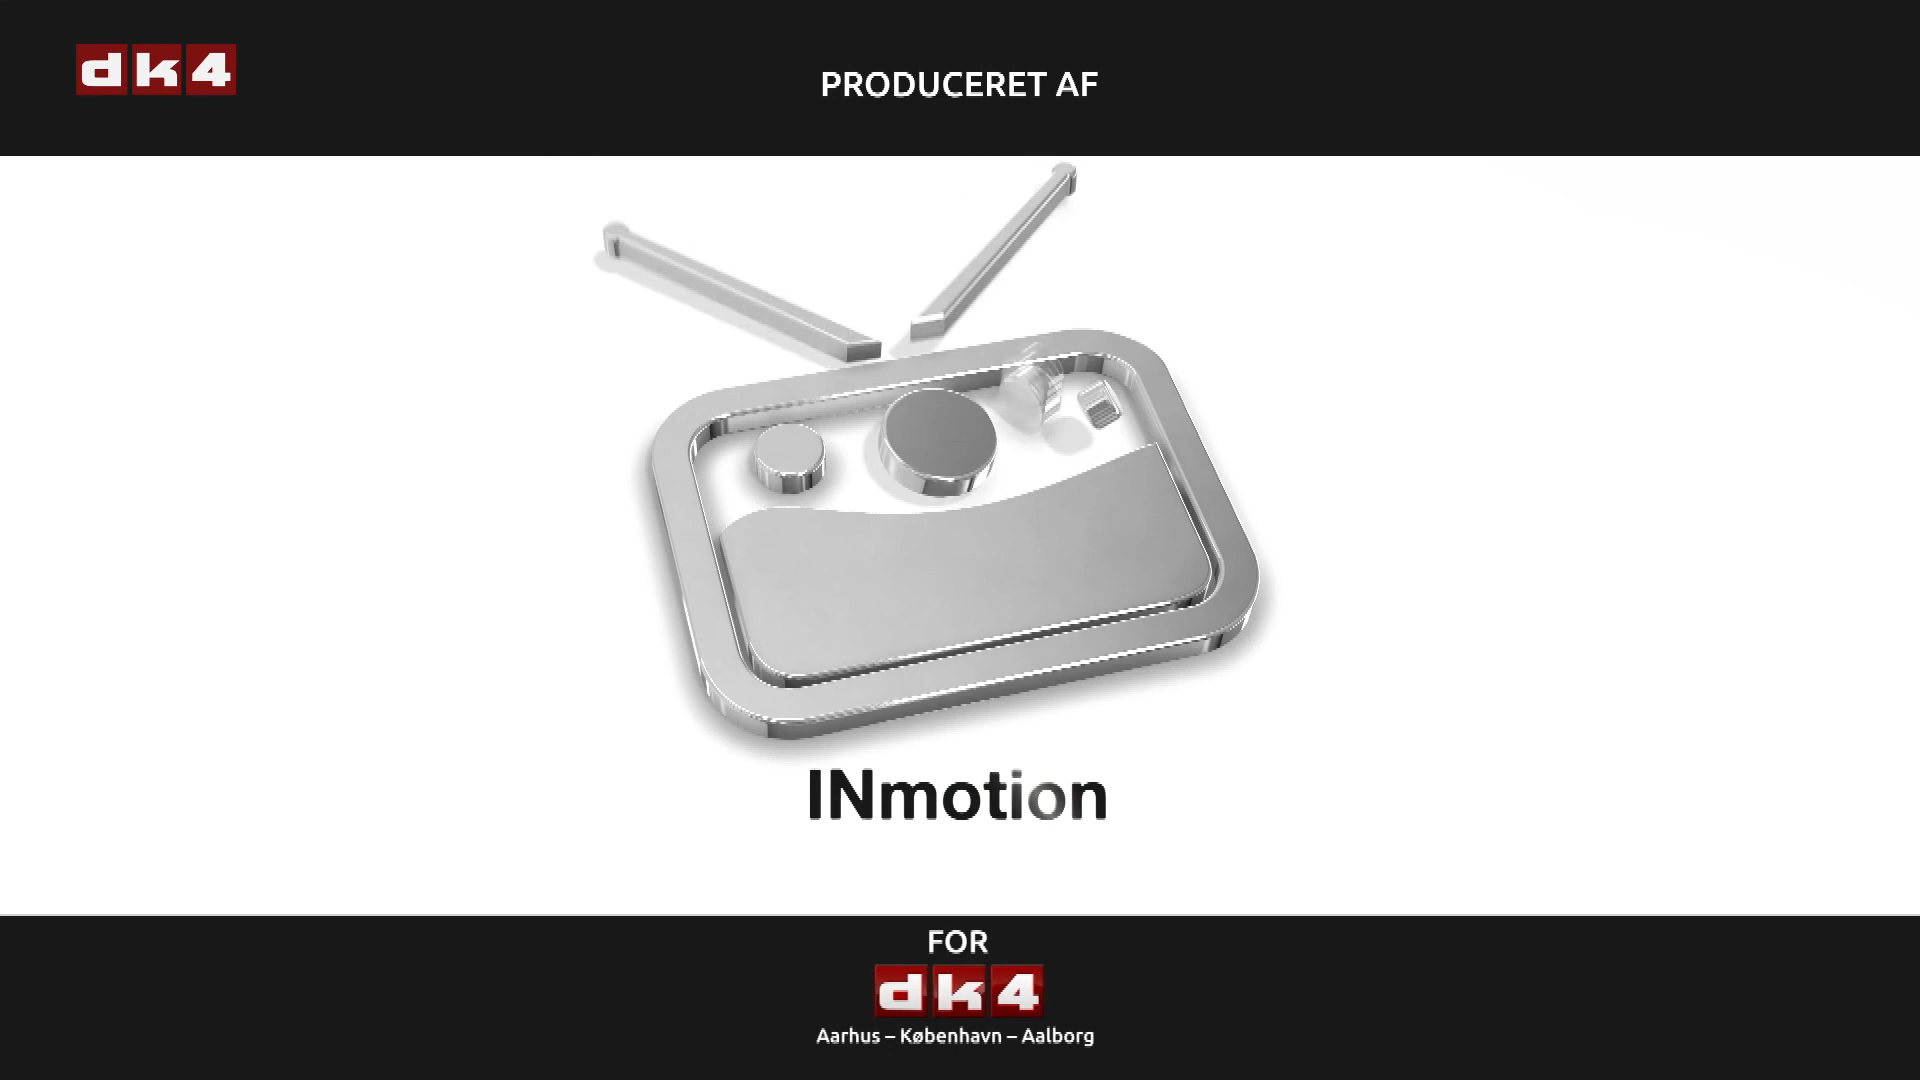 dk4
PRODUCERET AF
INmotion
FOR
dk4
Aarhus – København – Aalborg